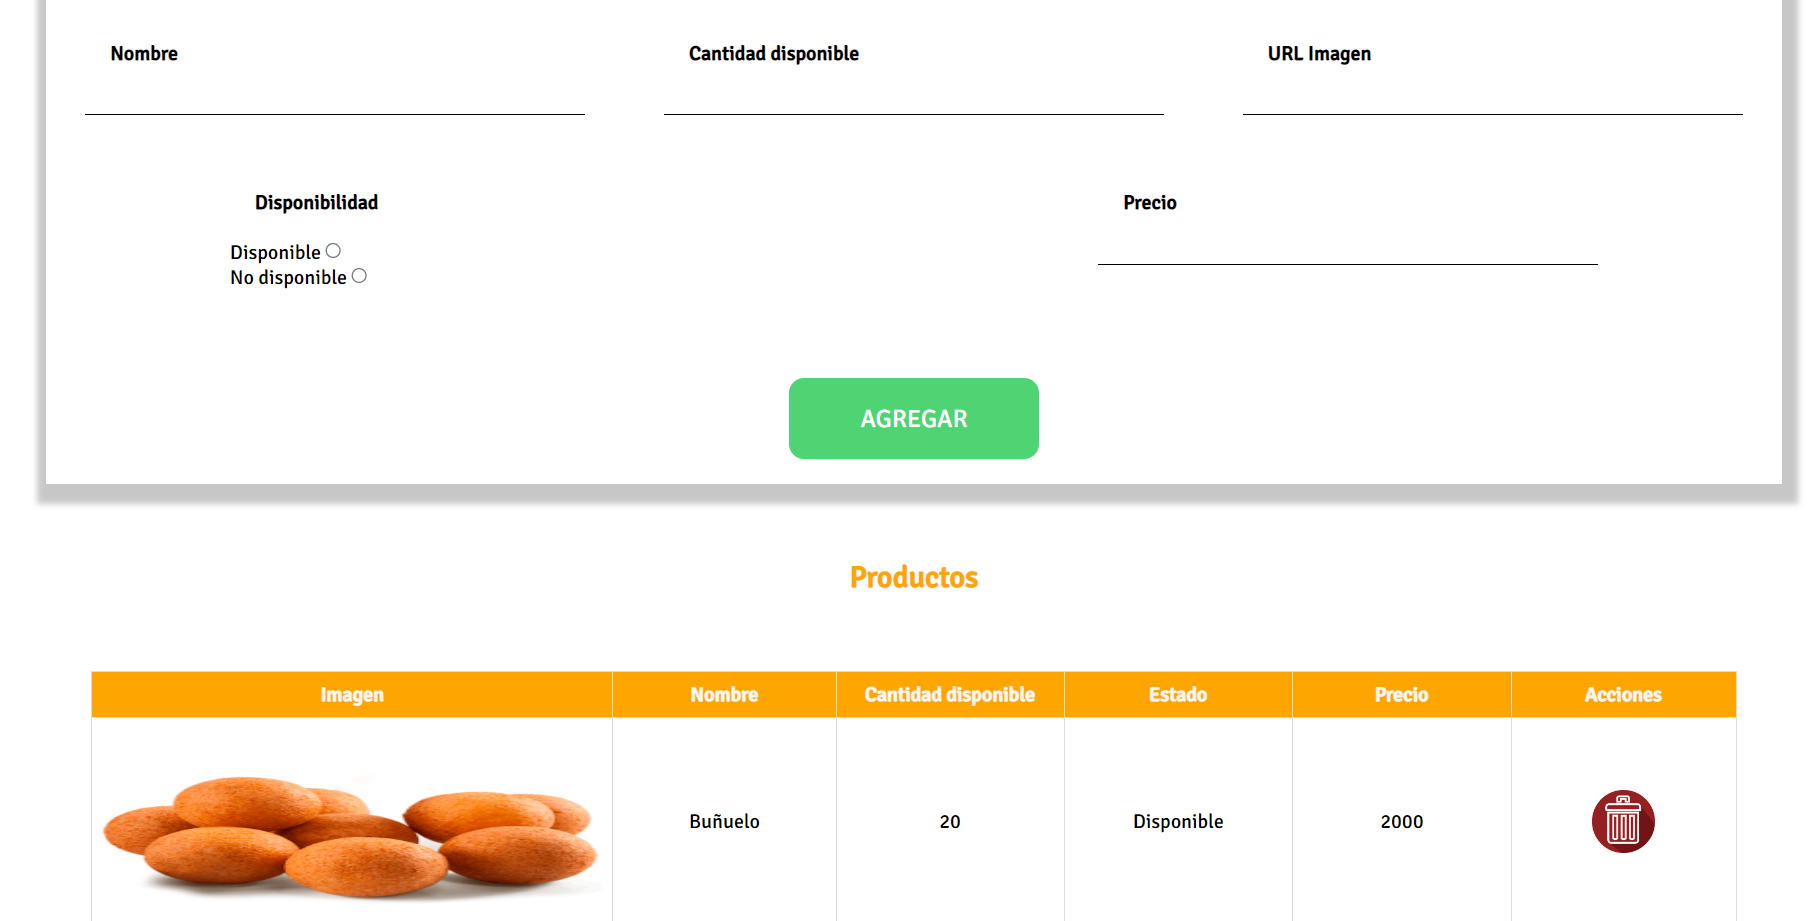 Nombre
Cantidad disponible
URL Imagen
Disponibilidad
Precio
Disponible
No disponible
AGREGAR
Productos
Imagen
Nombre
Cantidad disponible
Estado
Precio
Acciones
Buñuelo
20
Disponible
2000